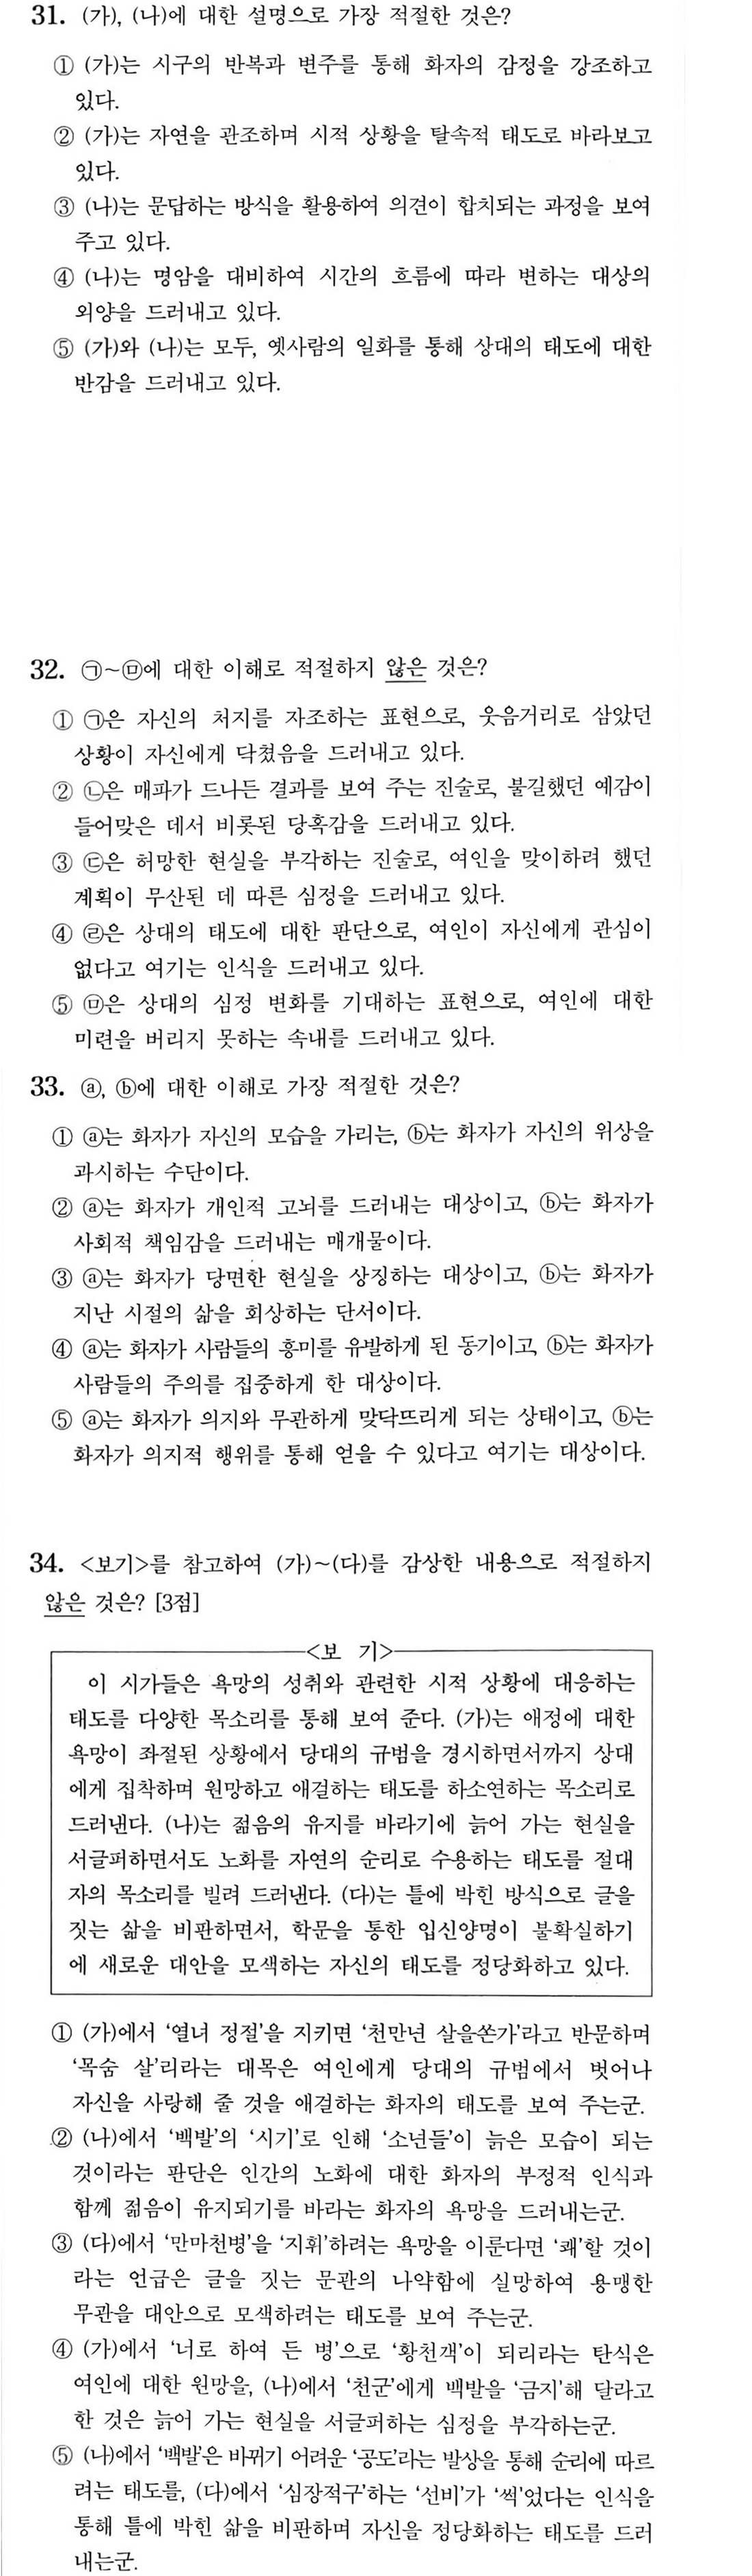 31. (가), (나)에 대한 설명으로 가장 적절한 것은?
① (가)는 시구의 반복과 변주를 통해 화자의 감정을 강조하고
있다.
② (가)는 자연을 관조하며 시적 상황을 탈속적 태도로 바라보고
있다.
③ (나)는 문답하는 방식을 활용하여 의견이 합치되는 과정을 보여
주고 있다.
④ (나)는 명암을 대비하여 시간의 흐름에 따라 변하는 대상의
외양을 드러내고 있다.
⑤ (가)와 (나)는 모두, 옛사람의 일화를 통해 상대의 태도에 대한
반감을 드러내고 있다.
32. ㉠~㉤에 대한 이해로 적절하지 않은 것은?
① ㉠은 자신의 처지를 자조하는 표현으로, 웃음거리로 삼았던
상황이 자신에게 닥쳤음을 드러내고 있다.
② ㉡은 매파가 드나든 결과를 보여 주는 진술로, 불길했던 예감이
들어맞은 데서 비롯된 당혹감을 드러내고 있다.
③ ㉢은 허망한 현실을 부각하는 진술로, 여인을 맞이하려 했던
계획이 무산된 데 따른 심정을 드러내고 있다.
④ ㉣은 상대의 태도에 대한 판단으로, 여인이 자신에게 관심이
없다고 여기는 인식을 드러내고 있다.
⑤ ㉤은 상대의 심정 변화를 기대하는 표현으로, 여인에 대한
미련을 버리지 못하는 속내를 드러내고 있다.
33. ⓐ, ⓑ에 대한 이해로 가장 적절한 것은?
① ⓐ는 화자가 자신의 모습을 가리는, ⓑ는 화자가 자신의 위상을
과시하는 수단이다.
② ⓐ는 화자가 개인적 고뇌를 드러내는 대상이고, ⓑ는 화자가
사회적 책임감을 드러내는 매개물이다.
③ ⓐ는 화자가 당면한 현실을 상징하는 대상이고, ⓑ는 화자가
지난 시절의 삶을 회상하는 단서이다.
④ ⓐ는 화자가 사람들의 흥미를 유발하게 된 동기이고, ⓑ는 화자가
사람들의 주의를 집중하게 한 대상이다.
⑤ ⓐ는 화자가 의지와 무관하게 맞닥뜨리게 되는 상태이고, ⓑ는
화자가 의지적 행위를 통해 얻을 수 있다고 여기는 대상이다.
34. <보기>를 참고하여 (가)~(다)를 감상한 내용으로 적절하지
않은 것은? [3점]
<보 기>
이 시가들은 욕망의 성취와 관련한 시적 상황에 대응하는
태도를 다양한 목소리를 통해 보여 준다. (가)는 애정에 대한
욕망이 좌절된 상황에서 당대의 규범을 경시하면서까지 상대
에게 집착하며 원망하고 애걸하는 태도를 하소연하는 목소리로
드러낸다. (나)는 젊음의 유지를 바라기에 늙어 가는 현실을
서글퍼하면서도 노화를 자연의 순리로 수용하는 태도를 절대
자의 목소리를 빌려 드러낸다. (다)는 틀에 박힌 방식으로 글을
짓는 삶을 비판하면서, 학문을 통한 입신양명이 불확실하기
에 새로운 대안을 모색하는 자신의 태도를 정당화하고 있다.
① (가)에서 ‘열녀 정절’을 지키면 ‘천만년 살을쏜가’라고 반문하며
‘목숨 살’리라는 대목은 여인에게 당대의 규범에서 벗어나
자신을 사랑해 줄 것을 애걸하는 화자의 태도를 보여 주는군.
② (나)에서 ‘백발’의 ‘시기’로 인해 ‘소년들’이 늙은 모습이 되는
것이라는 판단은 인간의 노화에 대한 화자의 부정적 인식과
함께 젊음이 유지되기를 바라는 화자의 욕망을 드러내는군.
③ (다)에서 ‘만마천병’을 ‘지휘’하려는 욕망을 이룬다면 ‘쾌’할 것이
라는 언급은 글을 짓는 문관의 나약함에 실망하여 용맹한
무관을 대안으로 모색하려는 태도를 보여 주는군.
④ (가)에서 ‘너로 하여 든 병’으로 ‘황천객’이 되리라는 탄식은
여인에 대한 원망을, (나)에서 ‘천군’에게 백발을 ‘금지’해 달라고
한 것은 늙어 가는 현실을 서글퍼하는 심정을 부각하는군.
⑤ (나)에서 ‘백발’은 바뀌기 어려운 ‘공도’라는 발상을 통해 순리에 따르
려는 태도를, (다)에서 ‘심장적구’하는 ‘선비’가 ‘썩’었다는 인식을
통해 틀에 박힌 삶을 비판하며 자신을 정당화하는 태도를 드러
내는군.